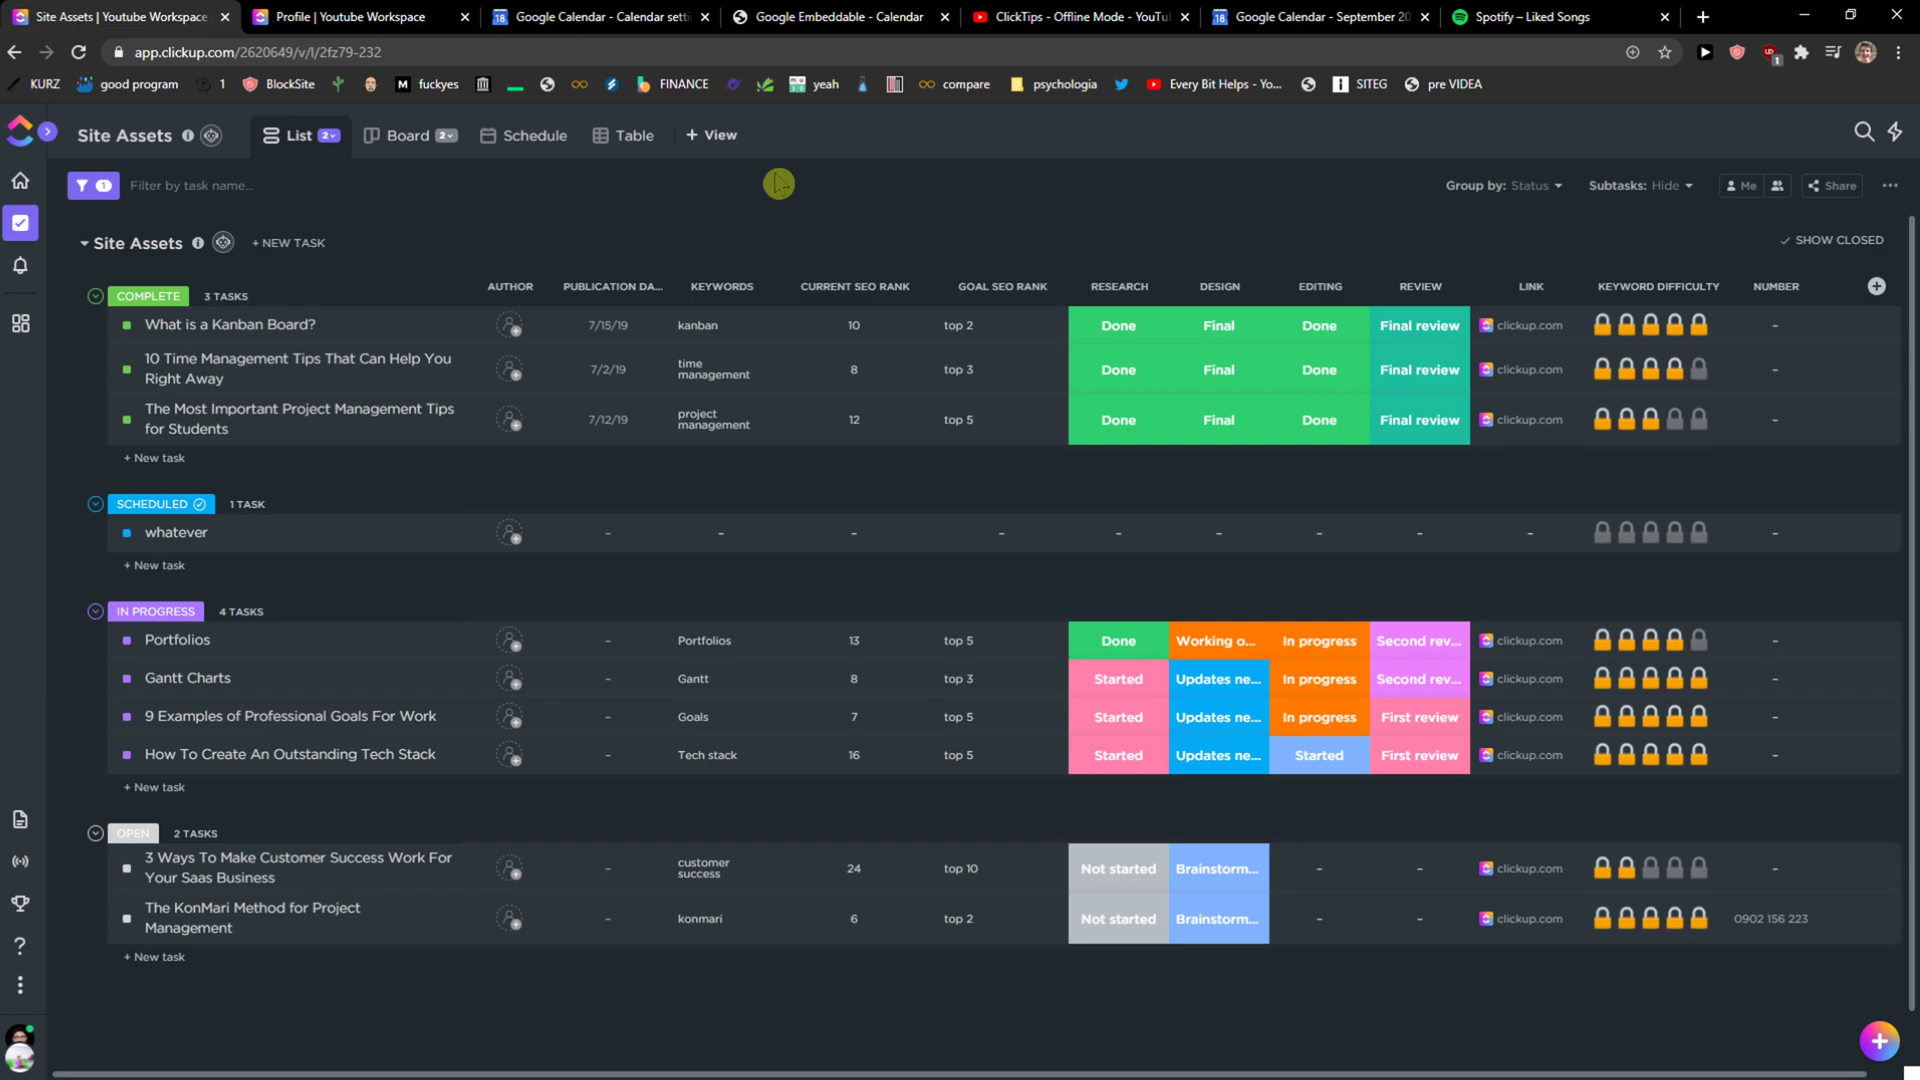 Site Assets | Youtube Workspace
Profile | Youtube Workspace
Google Calendar - Calendar setti
Google Embeddable - Calendar
ClickTips - Offline Mode - YouTu
Google Calendar - September 20
Spotify – Liked Songs
app.clickup.com/2620649/v/l/2fz79-232
1
KURZ
good program
1
BlockSite
M fuckyes
FINANCE
yeah
compare
psychologia
Every Bit Helps - Yo...
SITEG
pre VIDEA
Site Assets
List 2
Board 2
Schedule
Table
+ View
1
Filter by task name...
Group by: Status
Subtasks: Hide
Me
Share
Site Assets
+ NEW TASK
SHOW CLOSED
COMPLETE 3 TASKS
AUTHOR PUBLICATION DA... KEYWORDS CURRENT SEO RANK GOAL SEO RANK RESEARCH DESIGN EDITING REVIEW LINK KEYWORD DIFFICULTY NUMBER
What is a Kanban Board? 7/15/19 kanban 10 top 2 Done Final Done Final review clickup.com –
10 Time Management Tips That Can Help You
Right Away
7/2/19 time
management
8 top 3 Done Final Done Final review clickup.com –
The Most Important Project Management Tips
for Students
7/12/19 project
management
12 top 5 Done Final Done Final review clickup.com –
+ New task
SCHEDULED 1 TASK
whatever – – – – – – – – – –
+ New task
IN PROGRESS 4 TASKS
Portfolios – Portfolios 13 top 5 Done Working o... In progress Second rev... clickup.com –
Gantt Charts – Gantt 8 top 3 Started Updates ne... In progress Second rev... clickup.com –
9 Examples of Professional Goals For Work – Goals 7 top 5 Started Updates ne... In progress First review clickup.com –
How To Create An Outstanding Tech Stack – Tech stack 16 top 5 Started Updates ne... Started First review clickup.com –
+ New task
OPEN 2 TASKS
3 Ways To Make Customer Success Work For
Your Saas Business
– customer
success
24 top 10 Not started Brainstorm... – – clickup.com –
The KonMari Method for Project
Management
– konmari 6 top 2 Not started Brainstorm... – – clickup.com 0902 156 223
+ New task